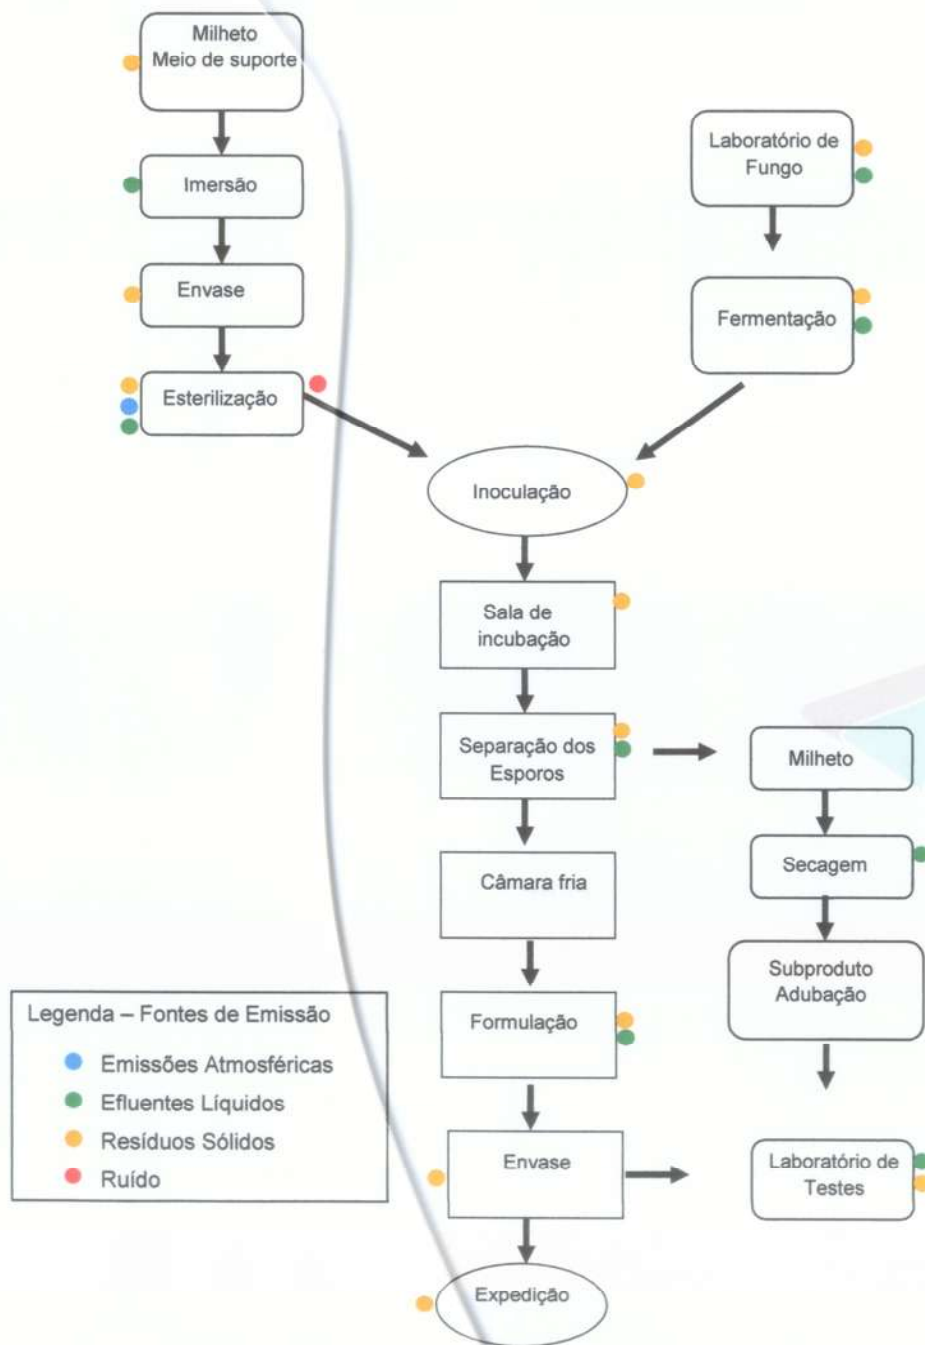 Milheto
Meio de suporte
Imersão
Envase
Esterilização
Laboratório de
Fungo
Fermentação
Inoculação
Sala de
incubação
Separação dos
Esporos
Câmara fria
Formulação
Envase
Expedição
Milheto
Secagem
Subproduto
Adubação
Laboratório de
Testes
Legenda – Fontes de Emissão
Emissões Atmosféricas
Efluentes Líquidos
Resíduos Sólidos
Ruído